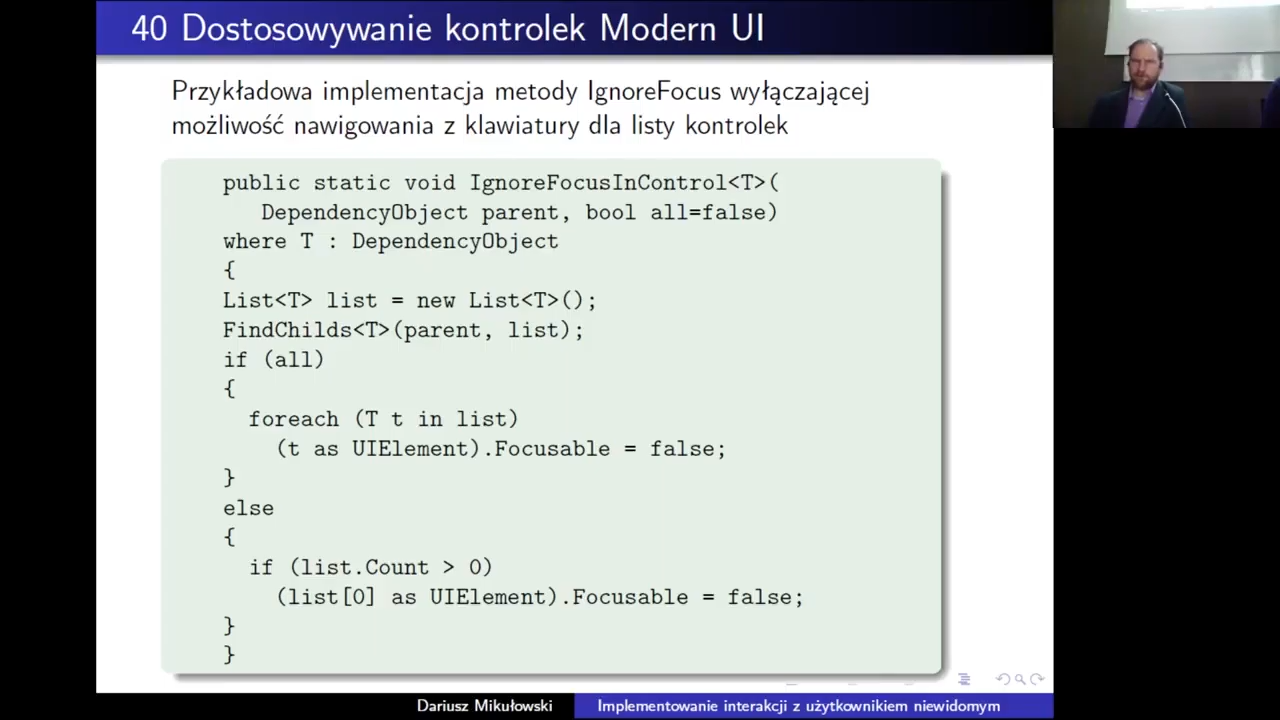 40 Dostosowywanie kontrolek Modern UI
Przykładowa implementacja metody IgnoreFocus wyłączającej
możliwość nawigowania z klawiatury dla listy kontrolek
public static void IgnoreFocusInControl<T>(
DependencyObject parent, bool all=false)
where T : DependencyObject
{
List<T> list = new List<T>();
FindChilds<T>(parent, list);
if (all)
{
foreach (T t in list)
(t as UIElement).Focusable = false;
}
else
{
if (list.Count > 0)
(list[0] as UIElement).Focusable = false;
}
}
Dariusz Mikułowski
Implementowanie interakcji z użytkownikiem niewidomym